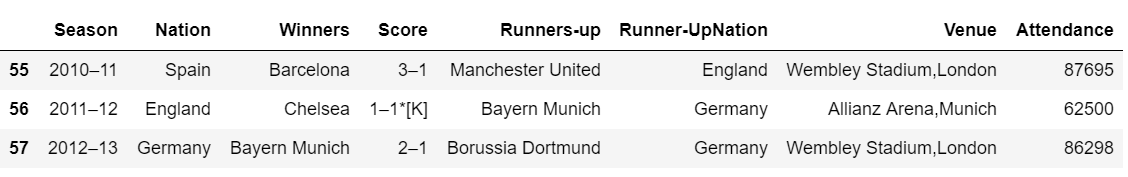 Season Nation Winners Score Runners-up Runner-UpNation Venue Attendance
55 2010–11 Spain Barcelona 3–1 Manchester United England Wembley Stadium,London 87695
56 2011–12 England Chelsea 1–1*[K] Bayern Munich Germany Allianz Arena,Munich 62500
57 2012–13 Germany Bayern Munich 2–1 Borussia Dortmund Germany Wembley Stadium,London 86298